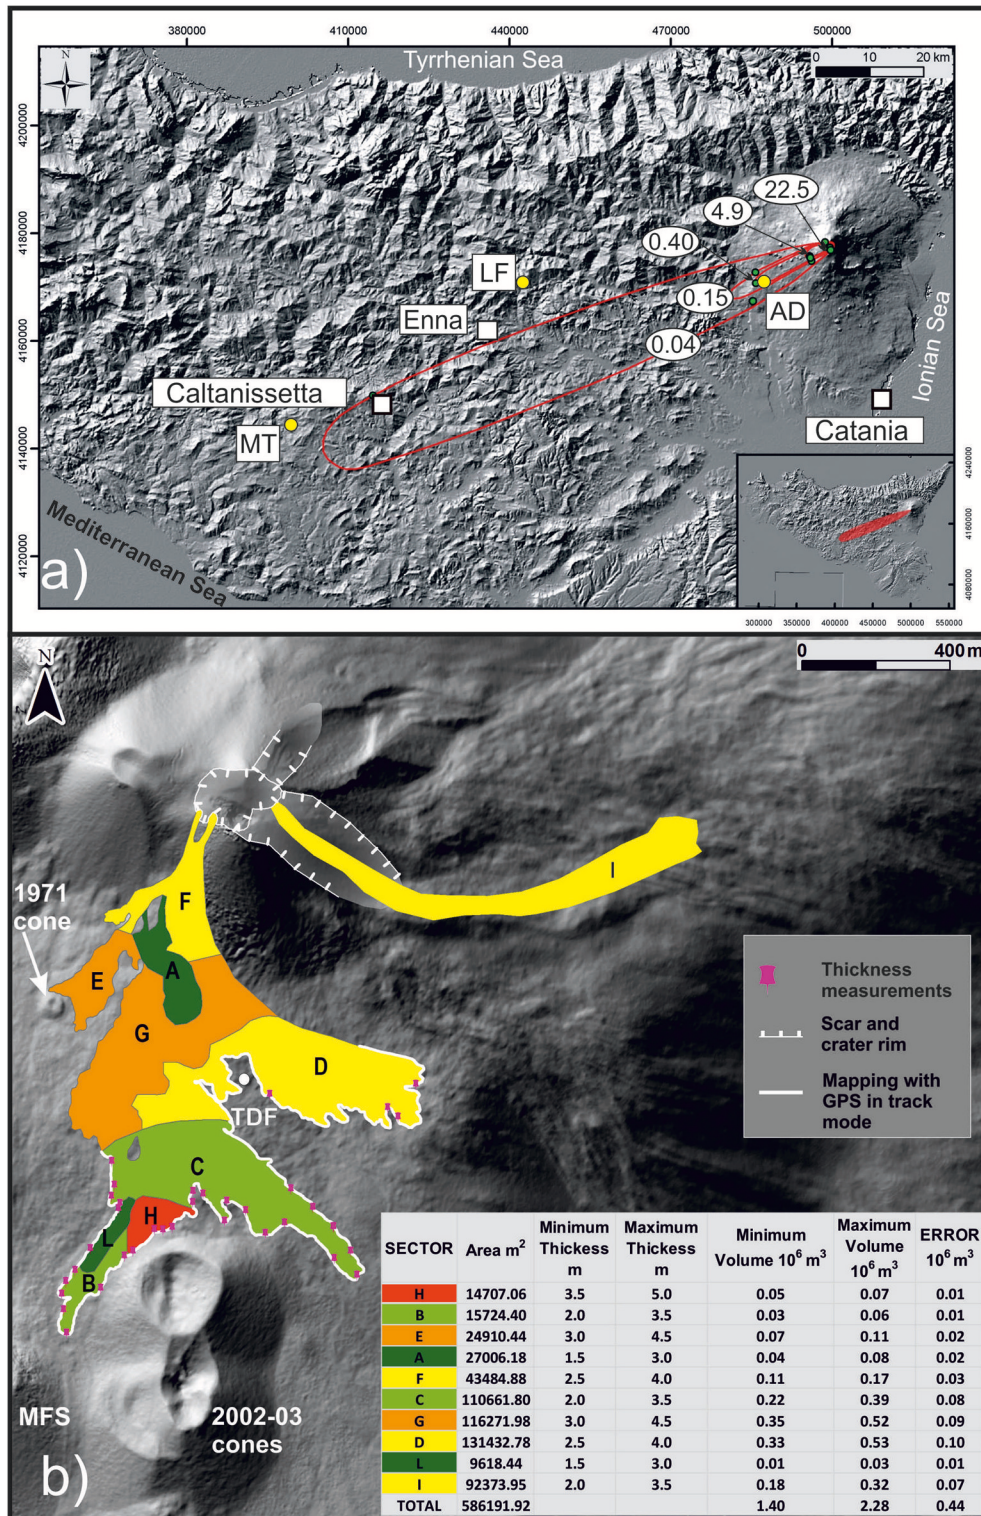 380000 410000 440000 470000 500000
Tyrrhenian Sea
N
0 10 20 km
4200000
4180000
4160000
4140000
4120000
22.5
4.9
0.40
0.15
0.04
LF
Enna
AD
Caltanissetta
MT
Catania
Ionian Sea
Mediterranean Sea
a)
4240000
4160000
4080000
300000 350000 400000 450000 500000 550000
N
0 400 m
1971
cone
F
I
E
A
G
D
TDF
C
H
L
B
MFS
2002-03
cones
b)
Thickness
measurements
Scar and
crater rim
Mapping with
GPS in track
mode
SECTOR Area m² Minimum Thickess m Maximum Thickess m Minimum Volume 10⁶ m³ Maximum Volume 10⁶ m³ ERROR 10⁶ m³
H 14707.06 3.5 5.0 0.05 0.07 0.01
B 15724.40 2.0 3.5 0.03 0.06 0.01
E 24910.44 3.0 4.5 0.07 0.11 0.02
A 27006.18 1.5 3.0 0.04 0.08 0.02
F 43484.88 2.5 4.0 0.11 0.17 0.03
C 110661.80 2.0 3.5 0.22 0.39 0.08
G 116271.98 3.0 4.5 0.35 0.52 0.09
D 131432.78 2.5 4.0 0.33 0.53 0.10
L 9618.44 1.5 3.0 0.01 0.03 0.01
I 92373.95 2.0 3.5 0.18 0.32 0.07
TOTAL 586191.92 1.40 2.28 0.44